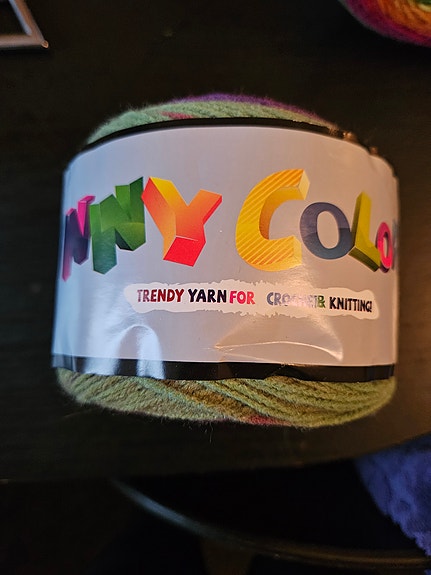 NNY COLO
TRENDY YARN FOR CROCHET & KNITTING!